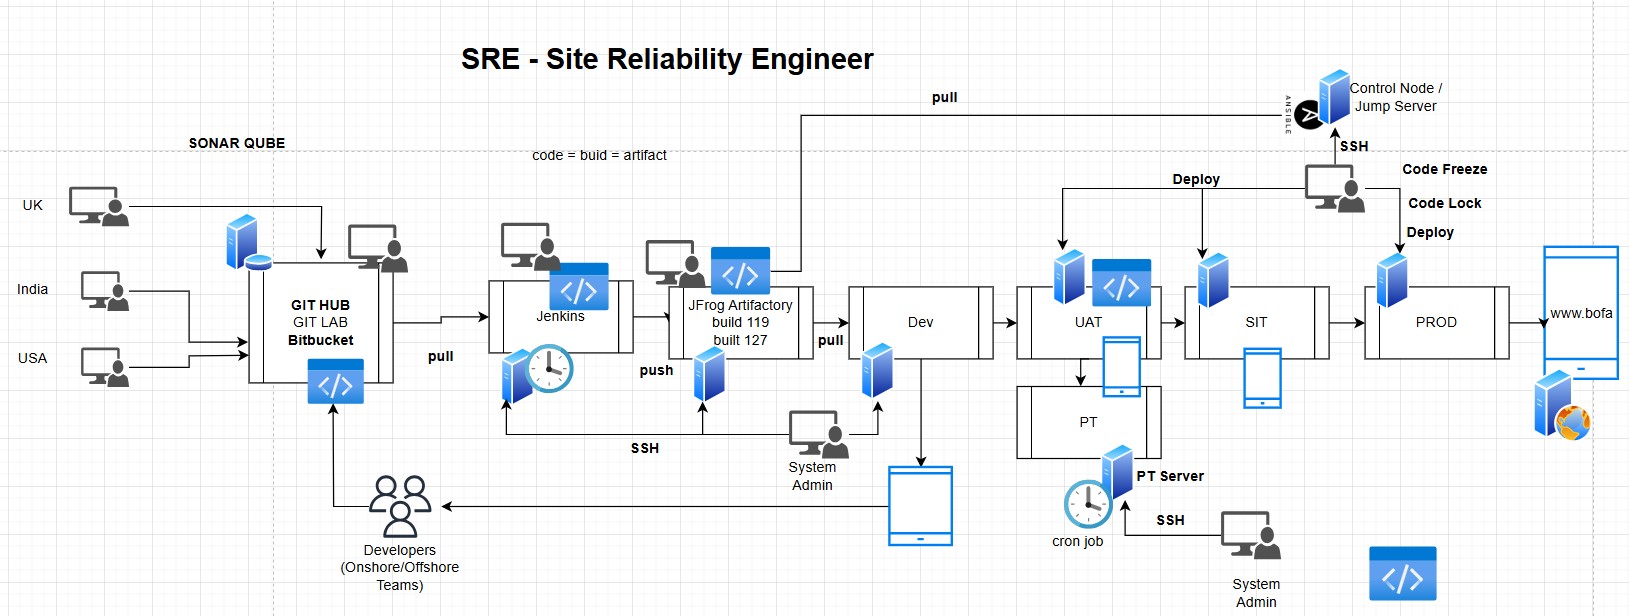 SRE - Site Reliability Engineer
pull
ANSIBLE
Control Node /
Jump Server
SSH
SONAR QUBE
code = buid = artifact
Code Freeze
Deploy
Code Lock
Deploy
UK
India
USA
GIT HUB
GIT LAB
Bitbucket
pull
Jenkins
push
JFrog Artifactory
build 119
built 127
pull
Dev
UAT
SIT
PROD
www.bofa
PT
SSH
System
Admin
PT Server
cron job
SSH
System
Admin
Developers
(Onshore/Offshore
Teams)